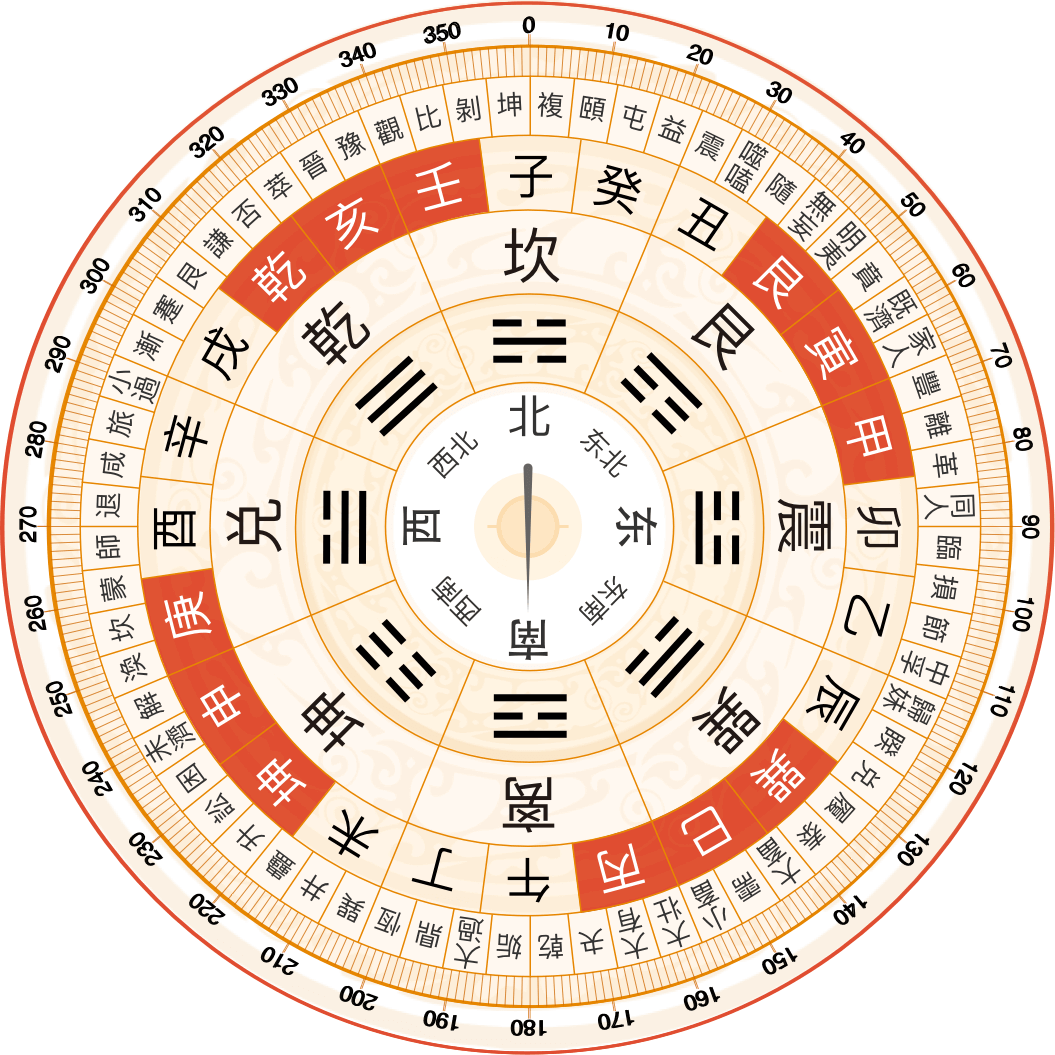 0
10
20
30
40
50
60
70
80
90
100
110
120
130
140
150
160
170
180
190
200
210
220
230
240
250
260
270
280
290
300
310
320
330
340
350
複
頤
屯
益
震
噬嗑
隨
無妄
明夷
賁
既濟
家人
豐
離
革
同人
臨
損
節
中孚
歸妹
睽
兑
履
泰
大畜
需
小畜
大壯
大有
夬
乾
姤
大過
鼎
恆
巽
井
蠱
升
訟
困
未濟
解
渙
坎
蒙
師
退
咸
旅
小過
漸
蹇
艮
謙
否
萃
晉
豫
觀
比
剝
坤
子
癸
丑
艮
寅
甲
卯
乙
辰
巽
巳
丙
午
丁
未
坤
申
庚
酉
辛
戌
乾
亥
壬
坎
艮
震
巽
离
坤
兑
乾
北
东北
东
东南
南
西南
西
西北